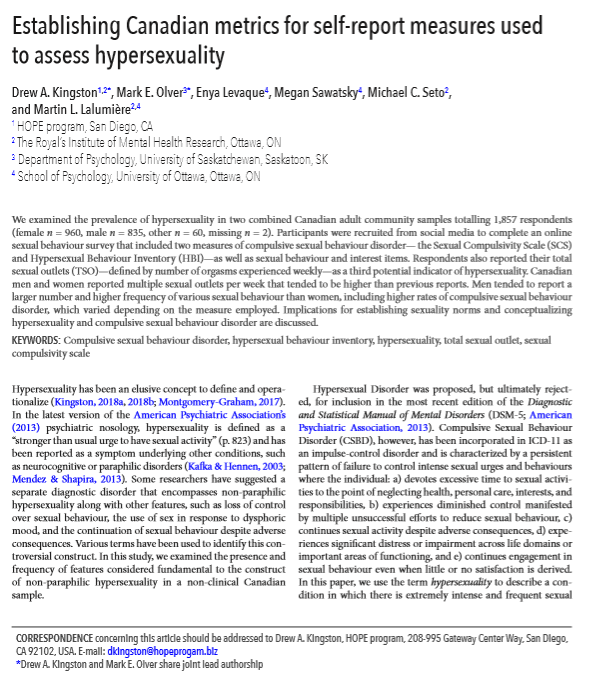 Establishing Canadian metrics for self-report measures used
to assess hypersexuality
Drew A. Kingston1,2*, Mark E. Olver3*, Enya Levaque4, Megan Sawatsky4, Michael C. Seto2,
and Martin L. Lalumière2,4
1 HOPE program, San Diego, CA
2 The Royal's Institute of Mental Health Research, Ottawa, ON
3 Department of Psychology, University of Saskatchewan, Saskatoon, SK
4 School of Psychology, University of Ottawa, Ottawa, ON
We examined the prevalence of hypersexuality in two combined Canadian adult community samples totalling 1,857 respondents
(female n = 960, male n = 835, other n = 60, missing n = 2). Participants were recruited from social media to complete an online
sexual behaviour survey that included two measures of compulsive sexual behaviour disorder—the Sexual Compulsivity Scale (SCS)
and Hypersexual Behaviour Inventory (HBI)—as well as sexual behaviour and interest items. Respondents also reported their total
sexual outlets (TSO)—defined by number of orgasms experienced weekly—as a third potential indicator of hypersexuality. Canadian
men and women reported multiple sexual outlets per week that tended to be higher than previous reports. Men tended to report a
larger number and higher frequency of various sexual behaviour than women, including higher rates of compulsive sexual behaviour
disorder, which varied depending on the measure employed. Implications for establishing sexuality norms and conceptualizing
hypersexuality and compulsive sexual behaviour disorder are discussed.
KEYWORDS: Compulsive sexual behaviour disorder, hypersexual behaviour inventory, hypersexuality, total sexual outlet, sexual
compulsivity scale
Hypersexuality has been an elusive concept to define and opera-
tionalize (Kingston, 2018a, 2018b; Montgomery-Graham, 2017).
In the latest version of the American Psychiatric Association's
(2013) psychiatric nosology, hypersexuality is defined as a
"stronger than usual urge to have sexual activity" (p. 823) and has
been reported as a symptom underlying other conditions, such
as neurocognitive or paraphilic disorders (Kafka & Hennen, 2003;
Mendez & Shapira, 2013). Some researchers have suggested a
separate diagnostic disorder that encompasses non-paraphilic
hypersexuality along with other features, such as loss of control
over sexual behaviour, the use of sex in response to dysphoric
mood, and the continuation of sexual behaviour despite adverse
consequences. Various terms have been used to identify this con-
troversial construct. In this study, we examined the presence and
frequency of features considered fundamental to the construct
of non-paraphilic hypersexuality in a non-clinical Canadian
sample.
Hypersexual Disorder was proposed, but ultimately reject-
ed, for inclusion in the most recent edition of the Diagnostic
and Statistical Manual of Mental Disorders (DSM-5; American
Psychiatric Association, 2013). Compulsive Sexual Behaviour
Disorder (CSBD), however, has been incorporated in ICD-11 as
an impulse-control disorder and is characterized by a persistent
pattern of failure to control intense sexual urges and behaviours
where the individual: a) devotes excessive time to sexual activi-
ties to the point of neglecting health, personal care, interests, and
responsibilities, b) experiences diminished control manifested
by multiple unsuccessful efforts to reduce sexual behaviour, c)
continues sexual activity despite adverse consequences, d) expe-
riences significant distress or impairment across life domains or
important areas of functioning, and e) continues engagement in
sexual behaviour even when little or no satisfaction is derived.
In this paper, we use the term hypersexuality to describe a con-
dition in which there is extremely intense and frequent sexual
CORRESPONDENCE concerning this article should be addressed to Drew A. Kingston, HOPE program, 208-995 Gateway Center Way, San Diego,
CA 92102, USA. E-mail: dkingston@hopeprogam.biz
*Drew A. Kingston and Mark E. Olver share joint lead authorship